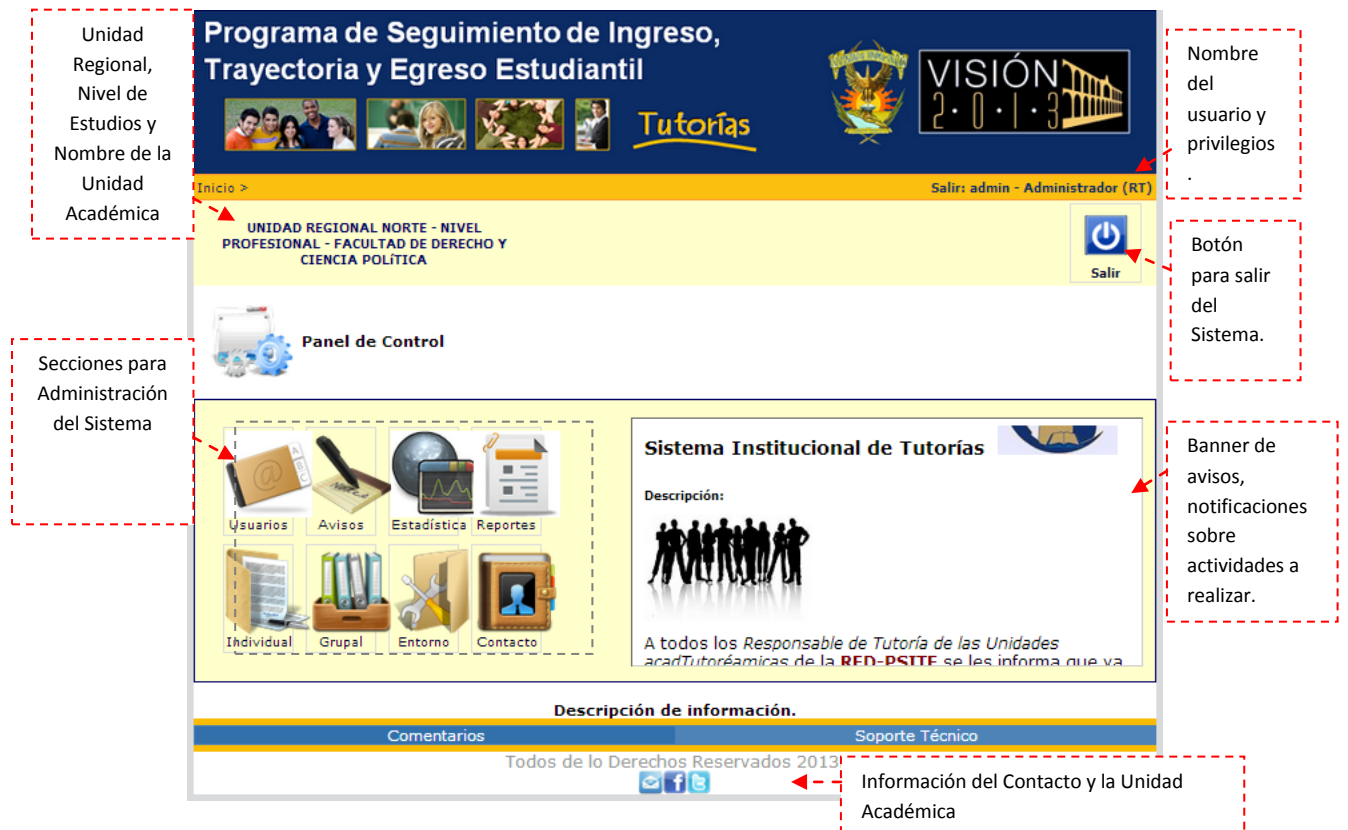 Unidad
Regional,
Nivel de
Estudios y
Nombre de la
Unidad
Académica
Programa de Seguimiento de Ingreso,
Trayectoria y Egreso Estudiantil
Tutorías
VISIÓN
2·0·1·3
Nombre
del
usuario y
privilegios
.
Inicio >
Salir: admin - Administrador (RT)
UNIDAD REGIONAL NORTE - NIVEL
PROFESIONAL - FACULTAD DE DERECHO Y
CIENCIA POLíTICA
Salir
Botón
para salir
del
Sistema.
Panel de Control
Secciones para
Administración
del Sistema
@
A
B
C
Usuarios
Avisos
Estadística
Reportes
Individual
Grupal
Entorno
Contacto
Sistema Institucional de Tutorías
Descripción:
A todos los Responsable de Tutoría de las Unidades
acadTutoréamicas de la RED-PSITE se les informa que ya
Banner de
avisos,
notificaciones
sobre
actividades a
realizar.
Descripción de información.
Comentarios
Soporte Técnico
Todos de lo Derechos Reservados 2013
Información del Contacto y la Unidad
Académica